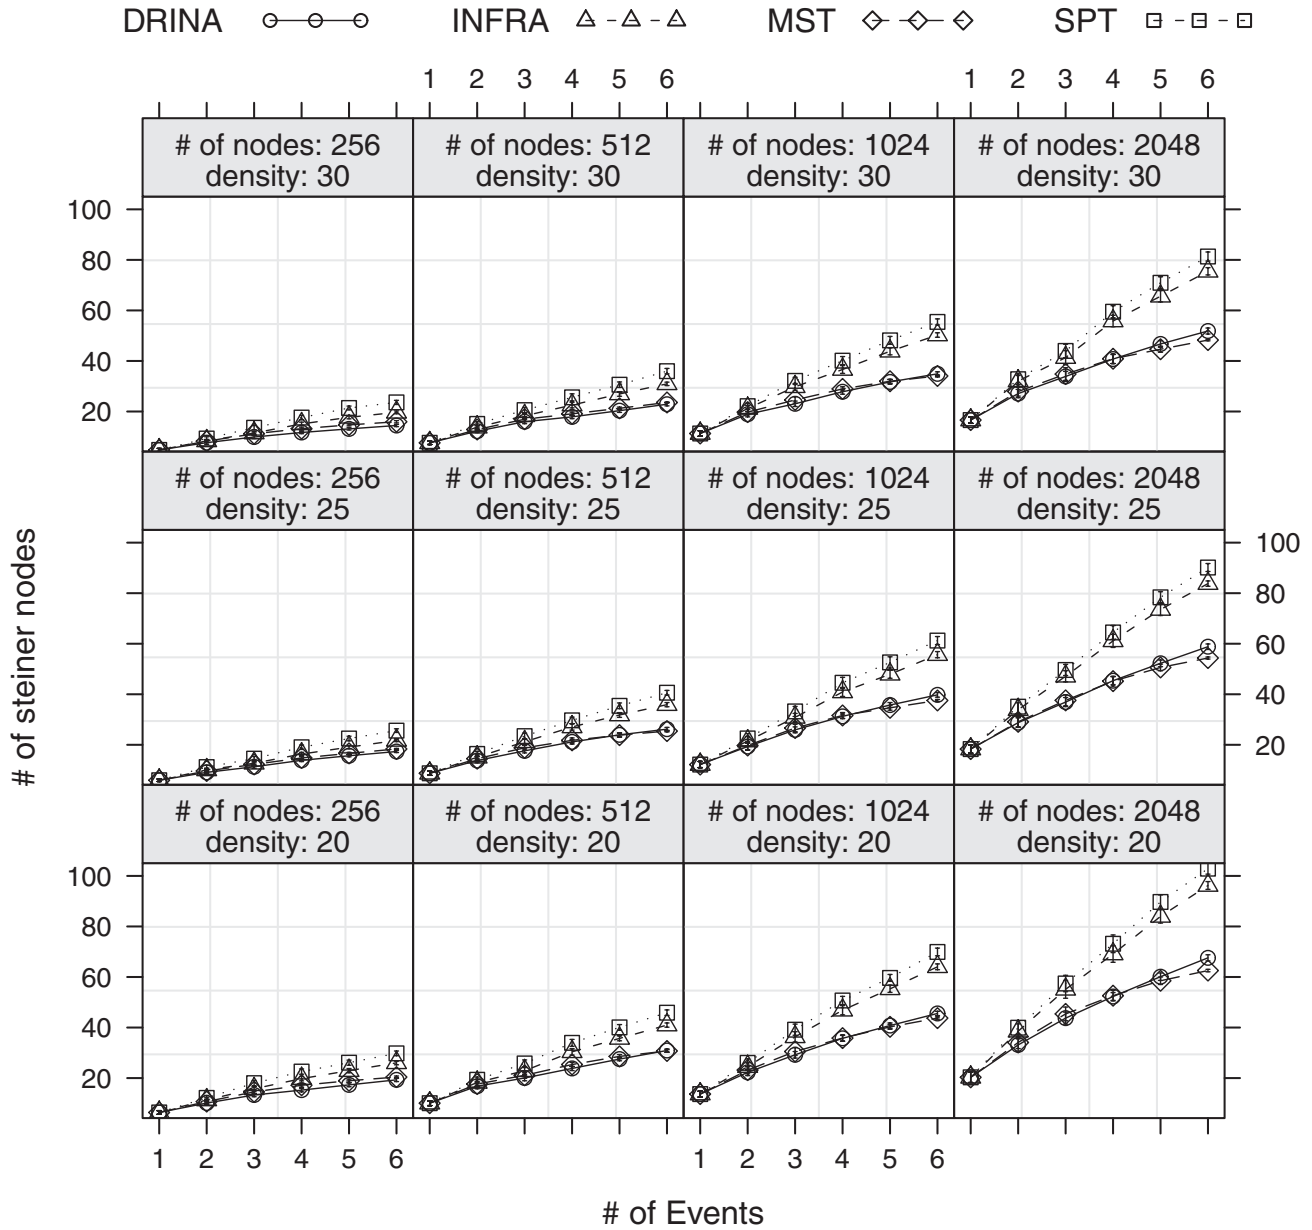 DRINA INFRA MST SPT
1 2 3 4 5 6 1 2 3 4 5 6
# of nodes: 256 # of nodes: 512 # of nodes: 1024 # of nodes: 2048
density: 30 density: 30 density: 30 density: 30
100
80
60
40
20
# of nodes: 256 # of nodes: 512 # of nodes: 1024 # of nodes: 2048
density: 25 density: 25 density: 25 density: 25
100
80
60
40
20
# of steiner nodes
# of nodes: 256 # of nodes: 512 # of nodes: 1024 # of nodes: 2048
density: 20 density: 20 density: 20 density: 20
100
80
60
40
20
1 2 3 4 5 6 1 2 3 4 5 6
# of Events